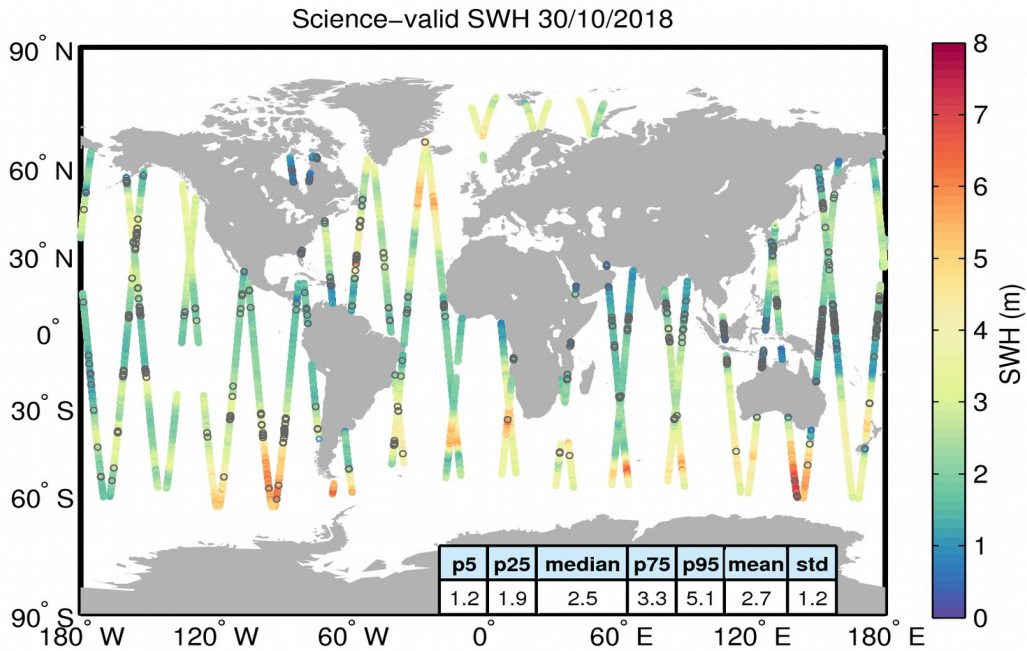 Science−valid SWH 30/10/2018
90° N
60° N
30° N
0°
30° S
60° S
90° S
180° W
120° W
60° W
0°
60° E
120° E
180° E
p5 p25 median p75 p95 mean std
1.2 1.9 2.5 3.3 5.1 2.7 1.2
8
7
6
5
4
3
2
1
0
SWH (m)